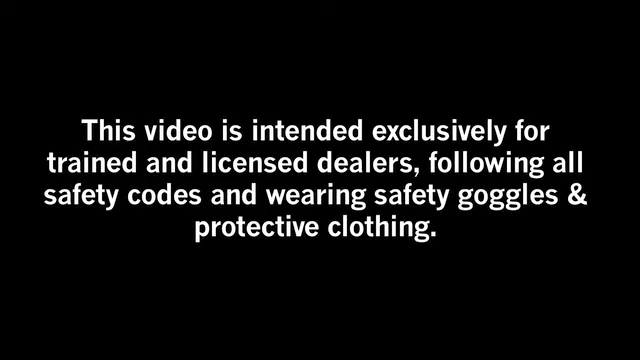 This video is intended exclusively for
trained and licensed dealers, following all
safety codes and wearing safety goggles &
protective clothing.